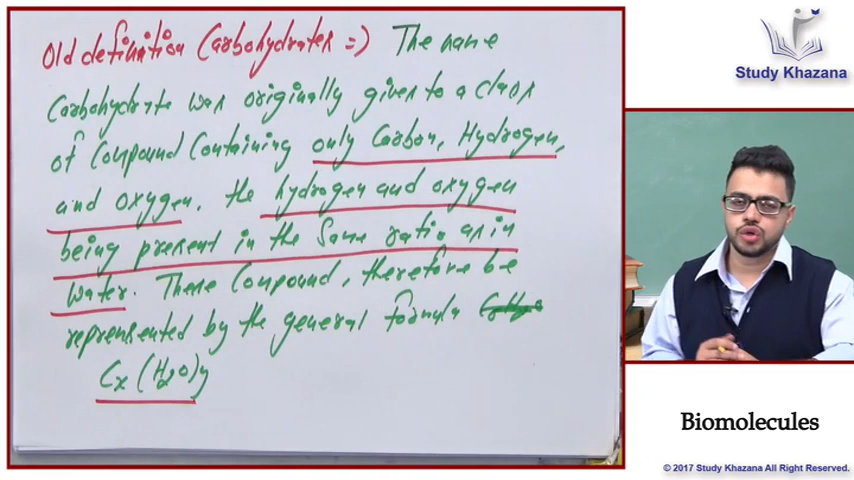 Old definition Carbohydrates => The name
Carbohydrate was originally given to a class
of Compound Containing only Carbon, Hydrogen,
and oxygen. the hydrogen and oxygen
being present in the same ratio as in
Water. These Compound, therefore be
reprensented by the general formula
Cx (H2O)y
Study Khazana
Biomolecules
© 2017 Study Khazana All Right Reserved.